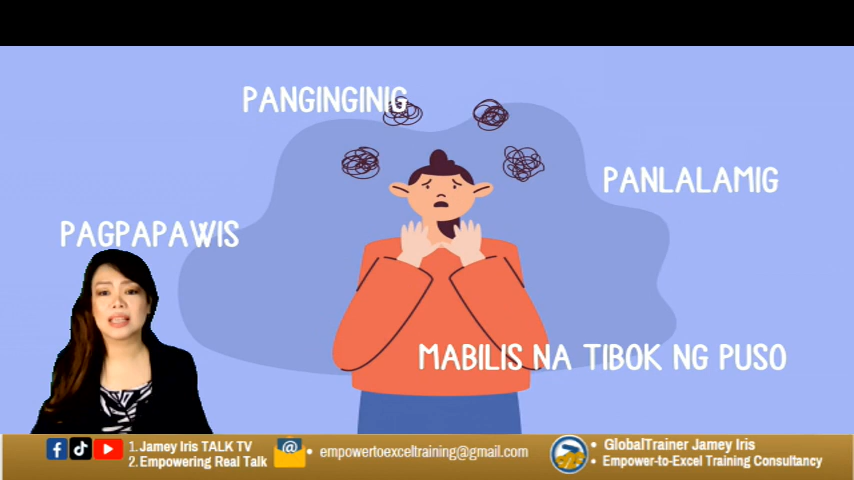 PANGINGINIG
PANLALAMIG
PAGPAPAWIS
MABILIS NA TIBOK NG PUSO
1.Jamey Iris TALK TV
2.Empowering Real Talk
@
• empowertoexceltraining@gmail.com
• GlobalTrainer Jamey Iris
• Empower-to-Excel Training Consultancy